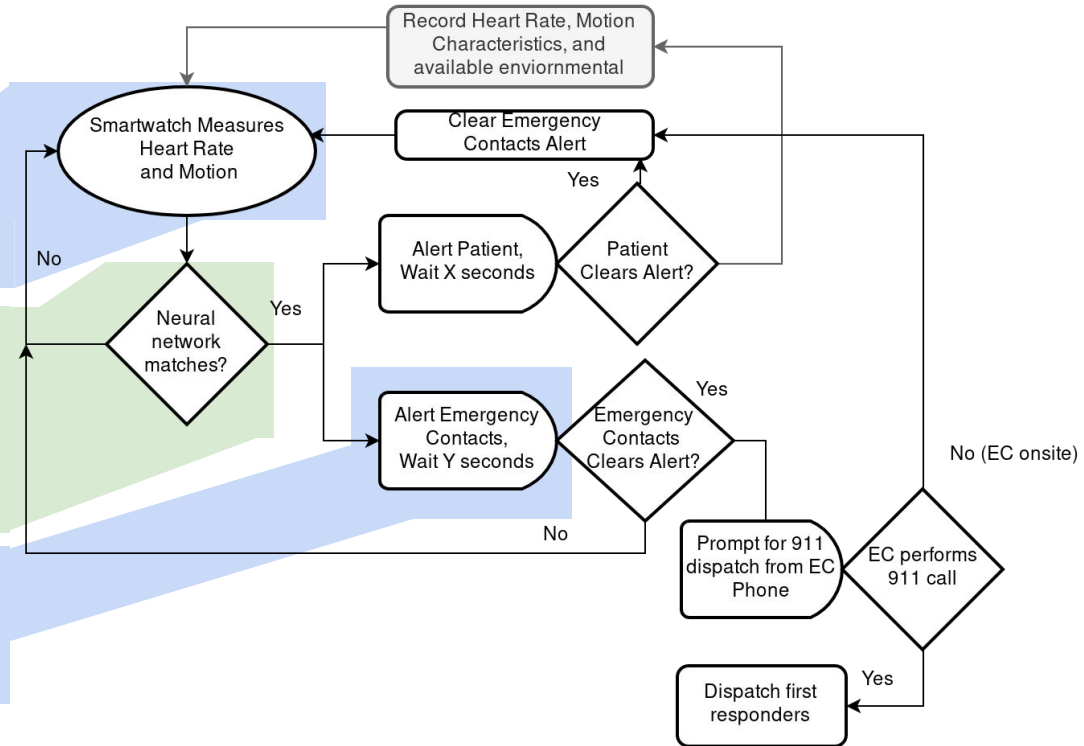 Record Heart Rate, Motion
Characteristics, and
available enviornmental
Clear Emergency
Contacts Alert
Smartwatch Measures
Heart Rate
and Motion
Yes
No
Alert Patient,
Wait X seconds
Patient
Clears Alert?
Yes
Neural
network
matches?
Yes
Alert Emergency
Contacts,
Wait Y seconds
Emergency
Contacts
Clears Alert?
No (EC onsite)
No
Prompt for 911
dispatch from EC
Phone
EC performs
911 call
Yes
Dispatch first
responders